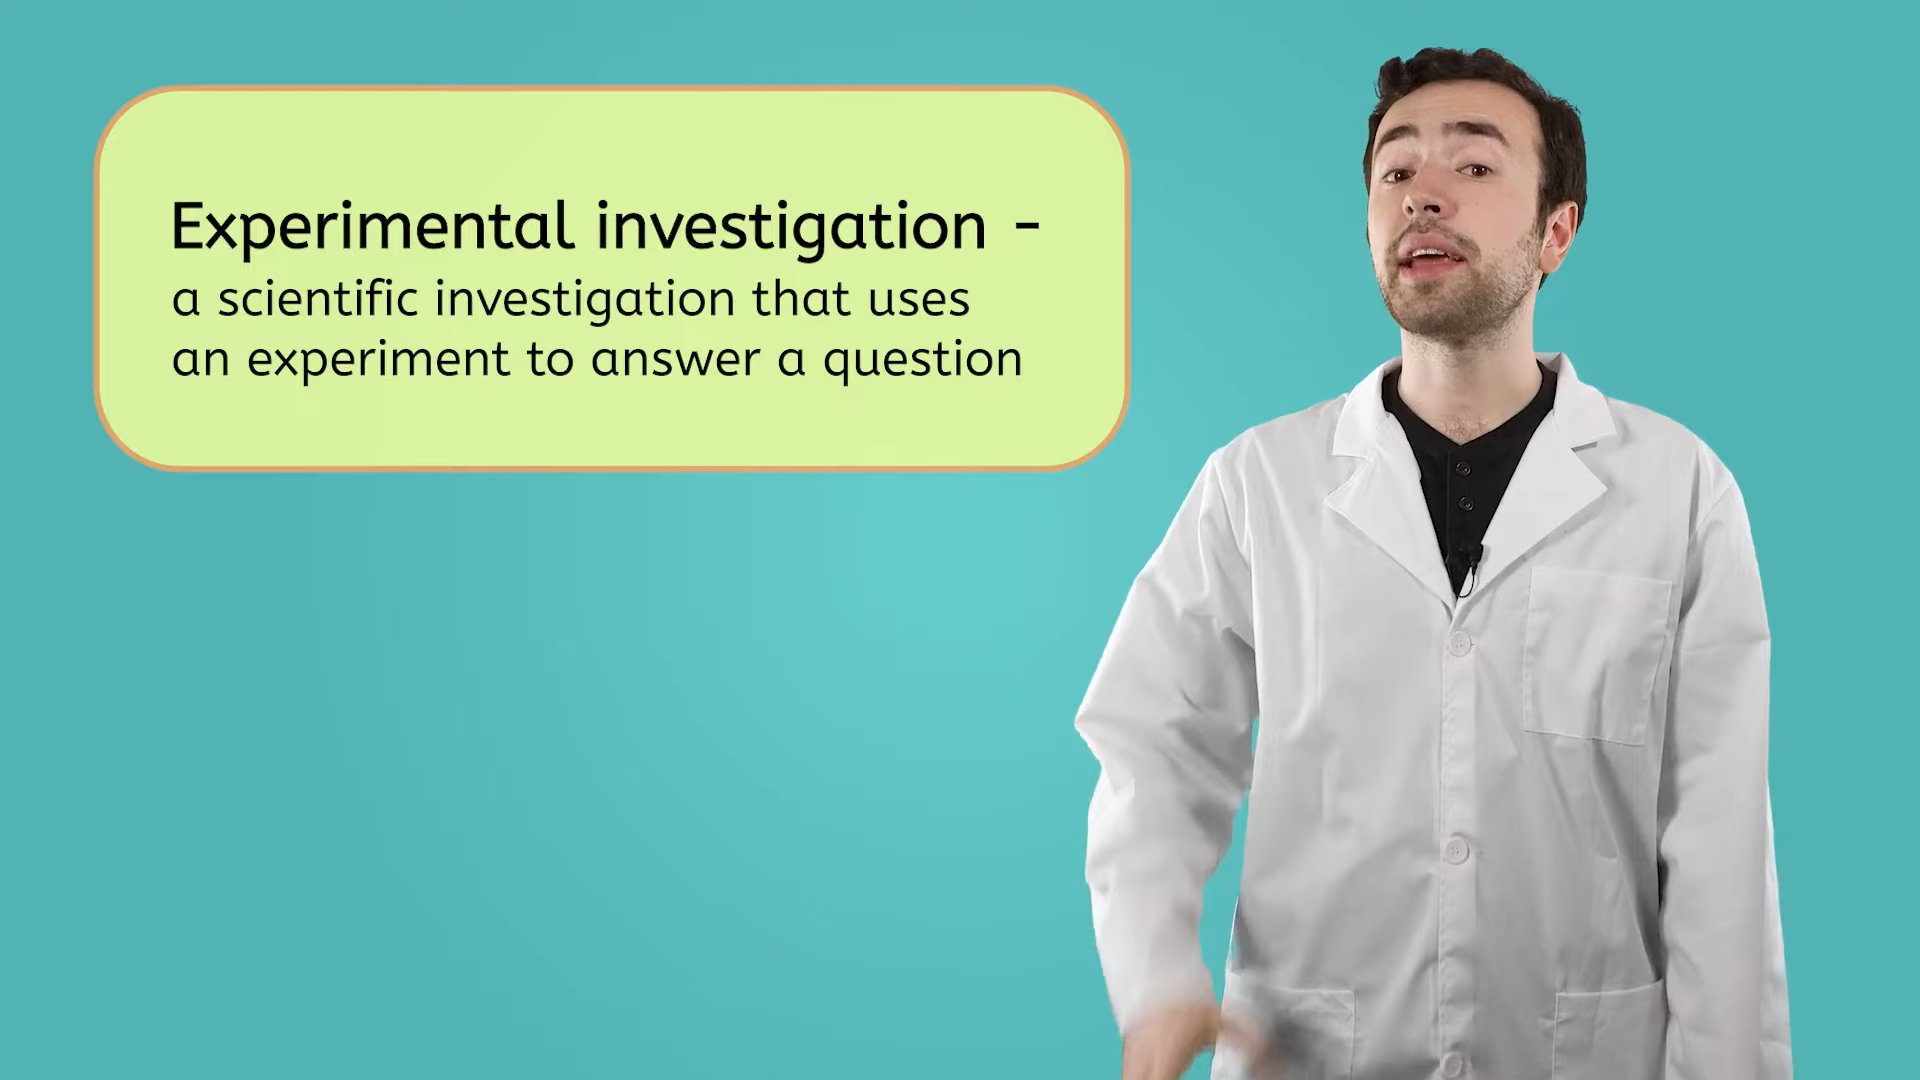 Experimental investigation -
a scientific investigation that uses
an experiment to answer a question